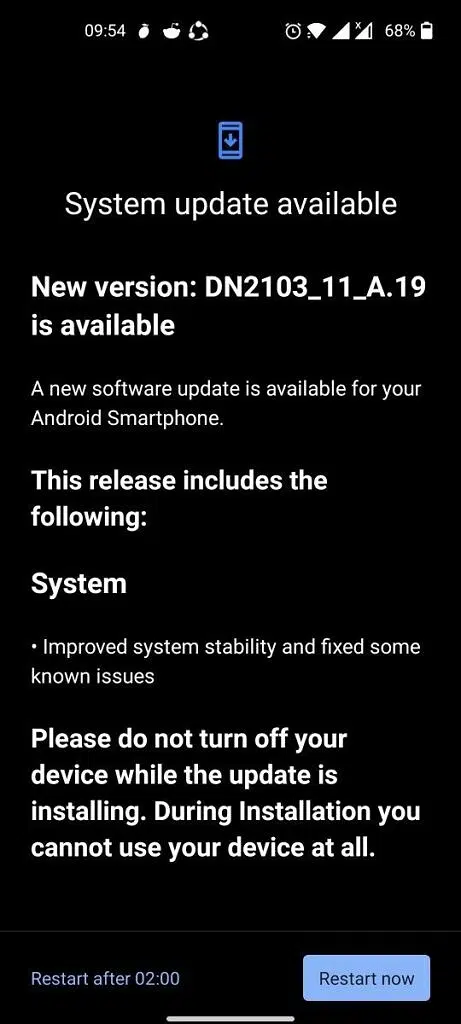 09:54 68%
System update available
New version: DN2103_11_A.19
is available
A new software update is available for your
Android Smartphone.
This release includes the
following:
System
• Improved system stability and fixed some
known issues
Please do not turn off your
device while the update is
installing. During Installation you
cannot use your device at all.
Restart after 02:00 Restart now